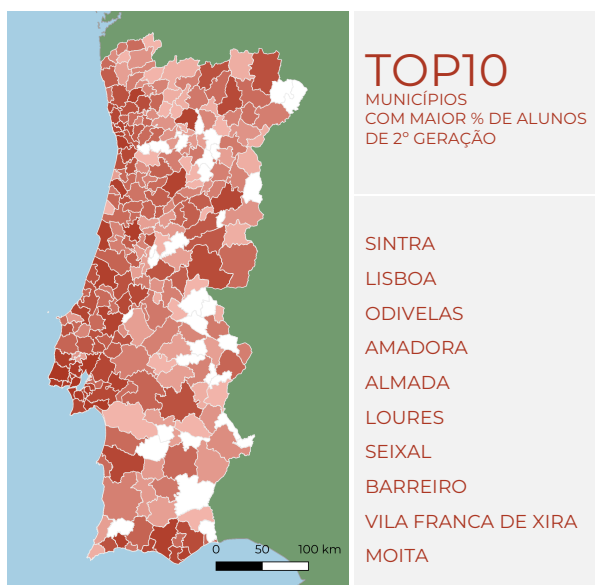 TOP10
MUNICÍPIOS
COM MAIOR % DE ALUNOS
DE 2º GERAÇÃO
SINTRA
LISBOA
ODIVELAS
AMADORA
ALMADA
LOURES
SEIXAL
BARREIRO
VILA FRANCA DE XIRA
MOITA
0 50 100 km